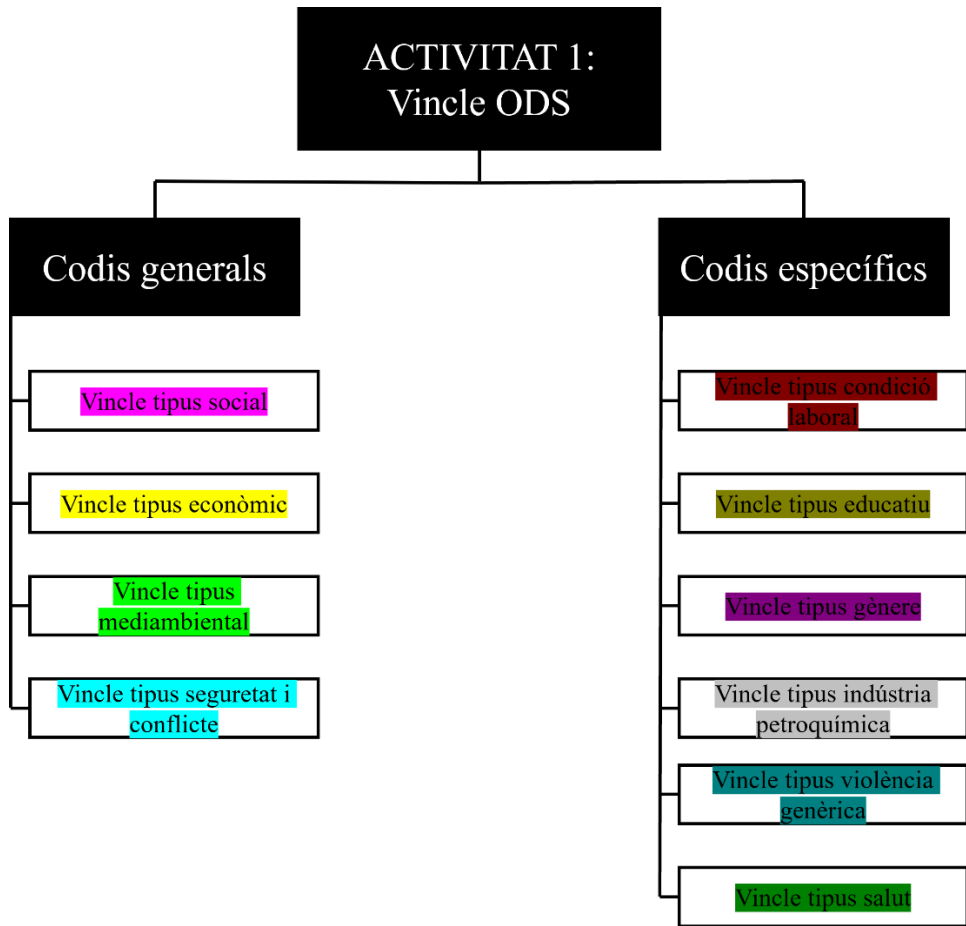 ACTIVITAT 1:
Vincle ODS
Codis generals
Vincle tipus social
Vincle tipus econòmic
Vincle tipus
mediambiental
Vincle tipus seguretat i
conflicte
Codis específics
Vincle tipus condició
laboral
Vincle tipus educatiu
Vincle tipus gènere
Vincle tipus indústria
petroquímica
Vincle tipus violència
genèrica
Vincle tipus salut